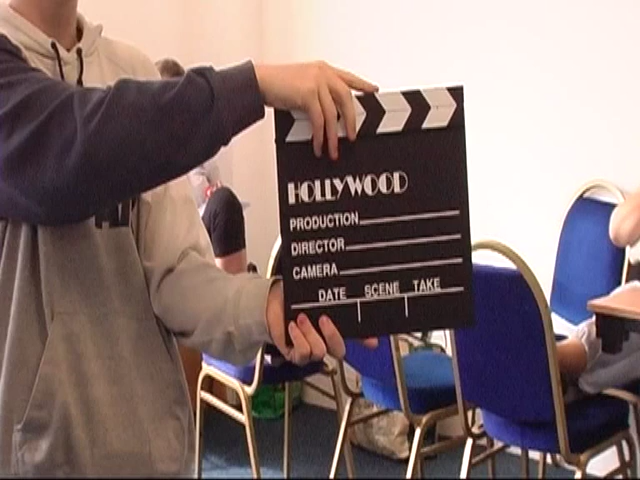 HOLLYWOOD
PRODUCTION
DIRECTOR
CAMERA
DATE SCENE TAKE